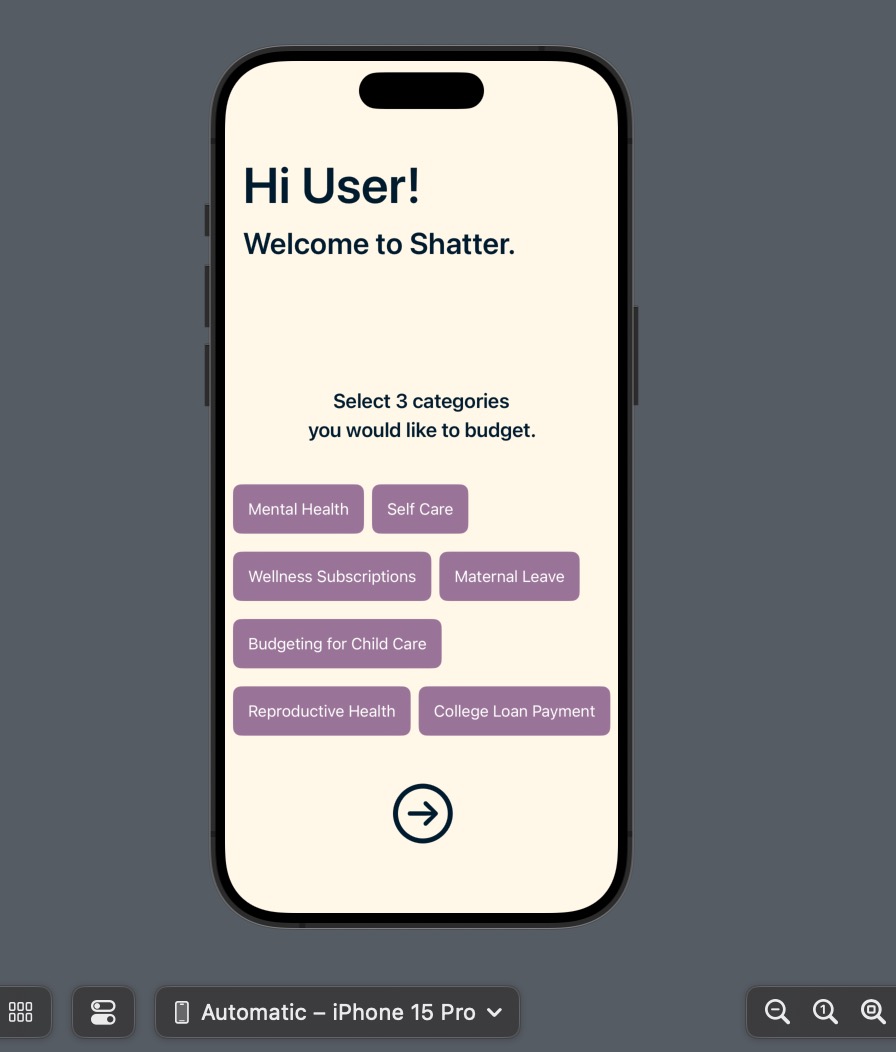 Hi User!
Welcome to Shatter.
Select 3 categories
you would like to budget.
Mental Health
Self Care
Wellness Subscriptions
Maternal Leave
Budgeting for Child Care
Reproductive Health
College Loan Payment
Automatic – iPhone 15 Pro
1